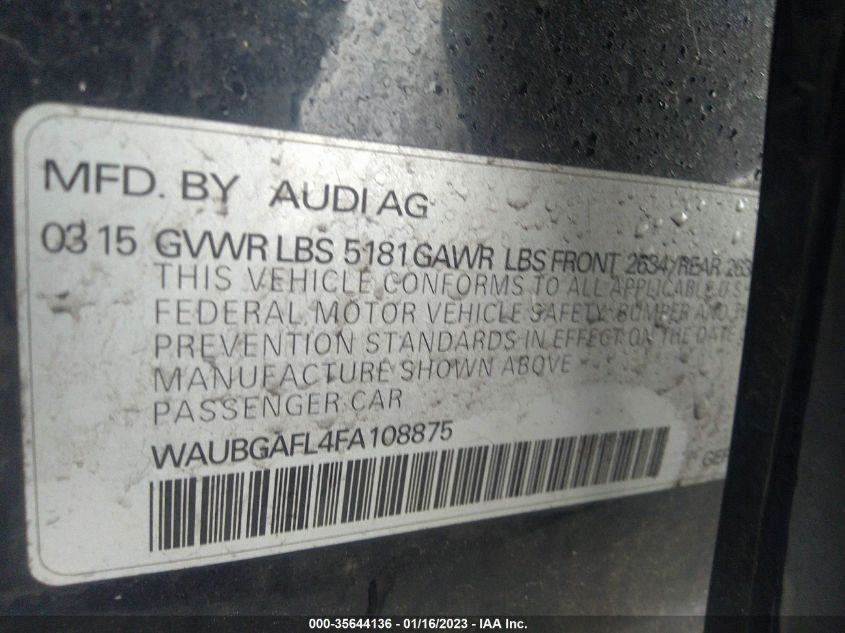 MFD. BY AUDI AG
03 15 GVWR LBS 5181 GAWR LBS FRONT 2634/REAR 263
THIS VEHICLE CONFORMS TO ALL APPLICABLE U.S
FEDERAL MOTOR VEHICLE SAFETY, BUMPER AND
PREVENTION STANDARDS IN EFFECT ON THE DATE
MANUFACTURE SHOWN ABOVE
PASSENGER CAR
WAUBGAFL4FA108875
GER
000-35644136 - 01/16/2023 - IAA Inc.